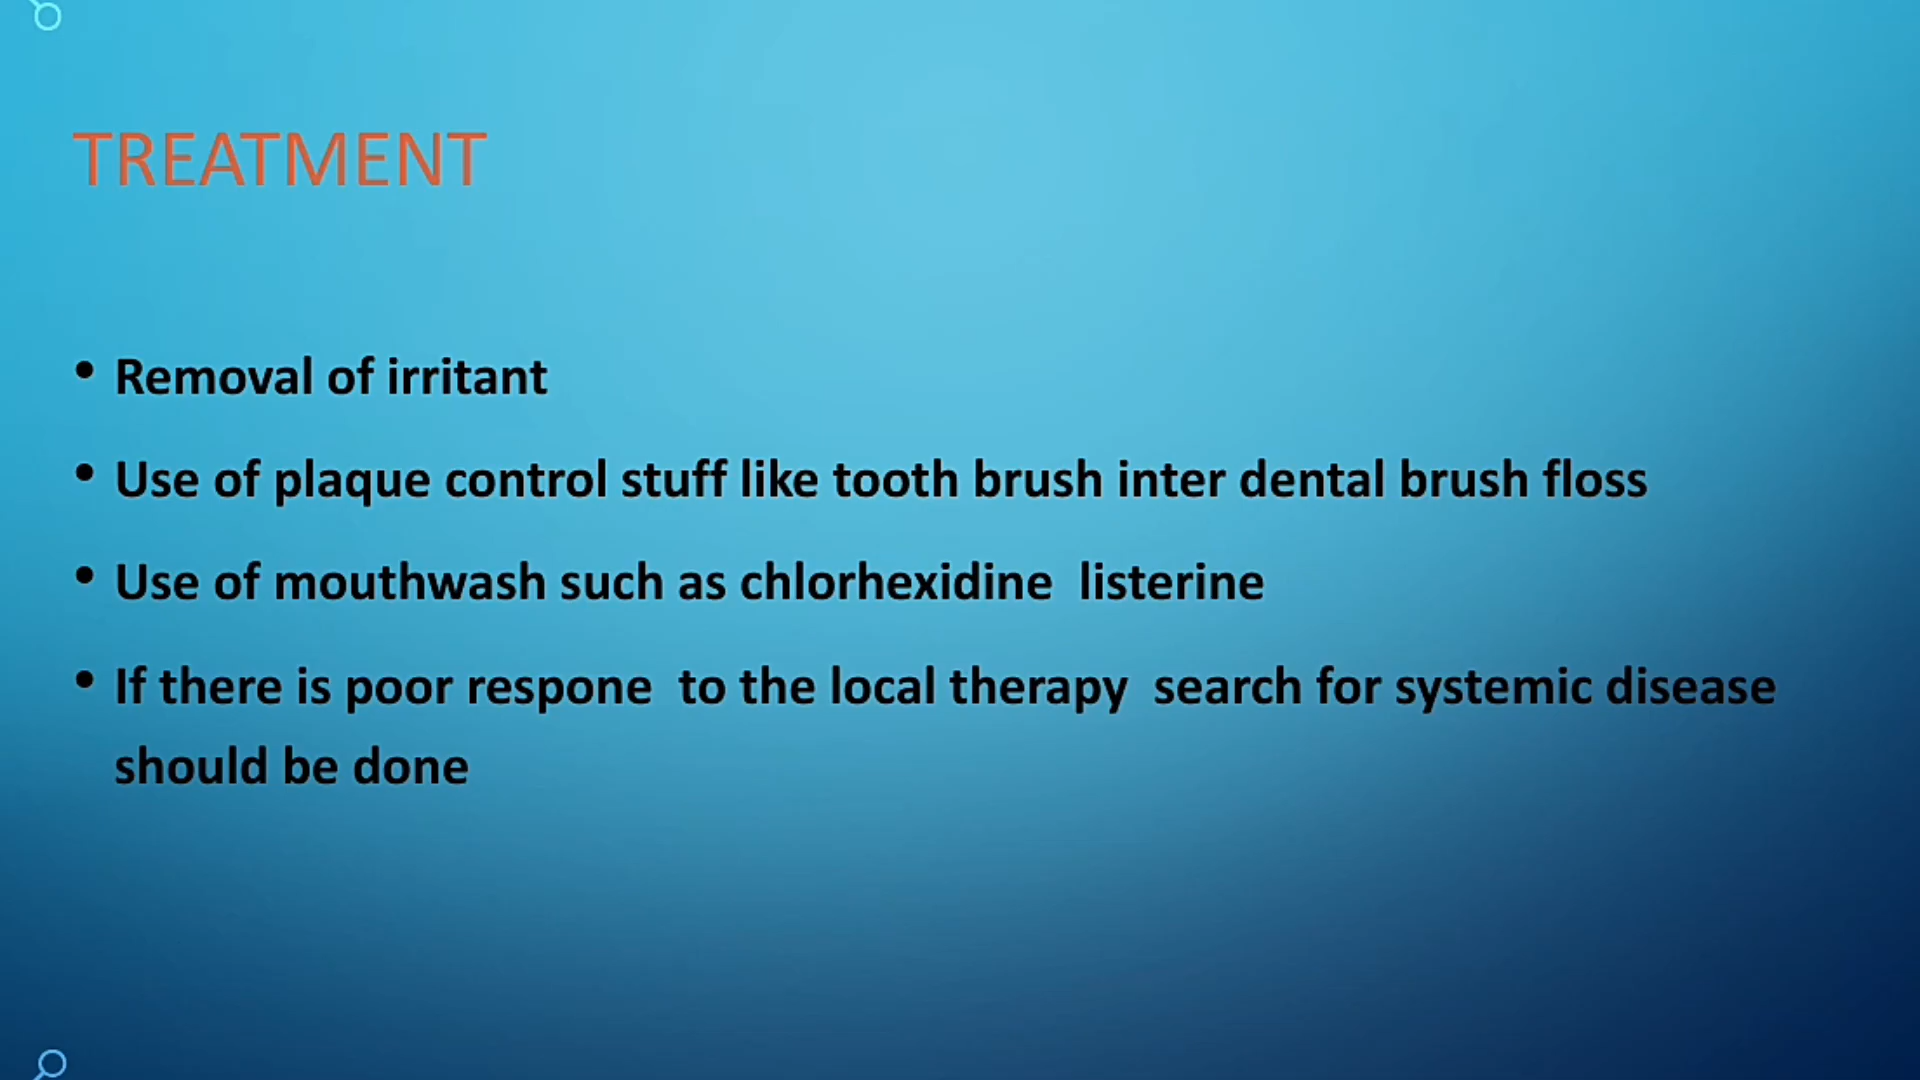 TREATMENT
• Removal of irritant
• Use of plaque control stuff like tooth brush inter dental brush floss
• Use of mouthwash such as chlorhexidine  listerine
• If there is poor respone  to the local therapy  search for systemic disease
should be done